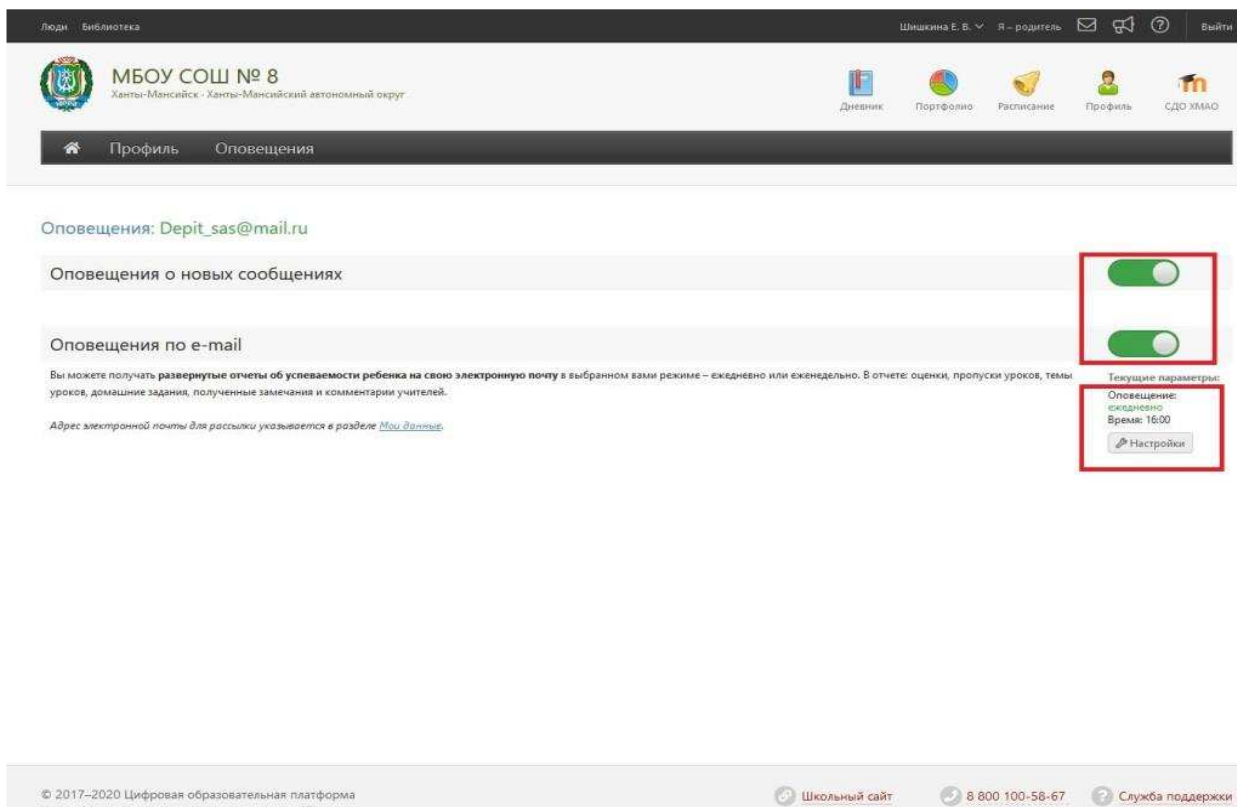 Люди Библиотека
Шишкина Е. В. Я – родитель Выйти
МБОУ СОШ № 8
Ханты-Мансийск - Ханты-Мансийский автономный округ
Дневник Портфолио Расписание Профиль СДО ХМАО
Профиль Оповещения
Оповещения: Depit_sas@mail.ru
Оповещения о новых сообщениях
Оповещения по e-mail
Вы можете получать развернутые отчеты об успеваемости ребенка на свою электронную почту в выбранном вами режиме – ежедневно или еженедельно. В отчете: оценки, пропуски уроков, темы
уроков, домашние задания, полученные замечания и комментарии учителей.
Адрес электронной почты для рассылки указывается в разделе Мои данные.
Текущие параметры:
Оповещение:
ежедневно
Время: 16:00
Настройки
© 2017–2020 Цифровая образовательная платформа
Школьный сайт 8 800 100-58-67 Служба поддержки